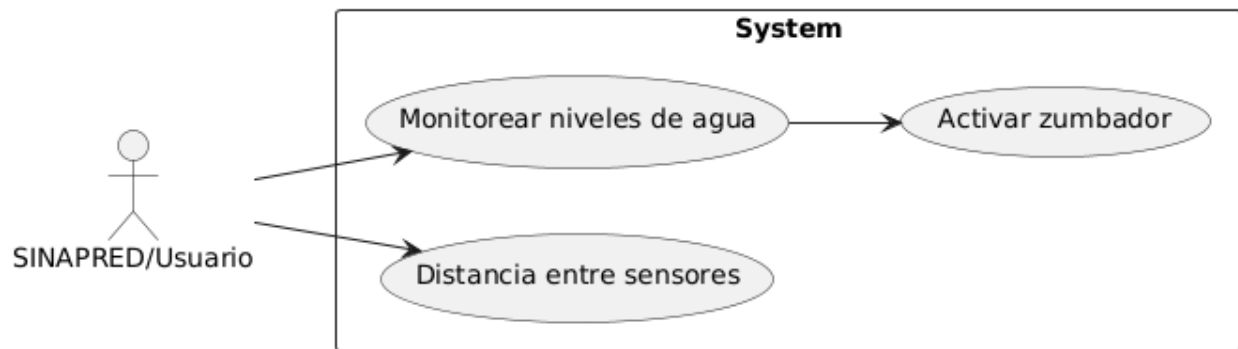 System
Monitorear niveles de agua
Activar zumbador
SINAPRED/Usuario
Distancia entre sensores